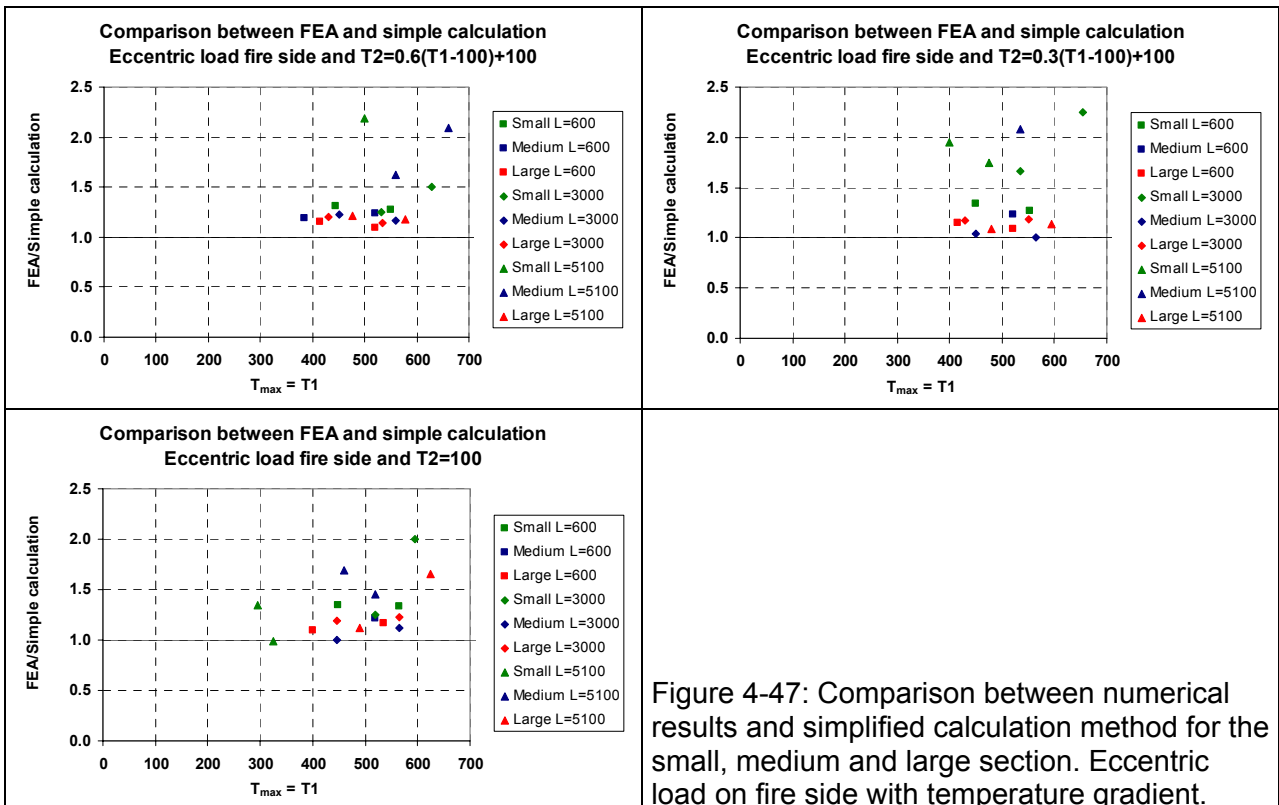 Comparison between FEA and simple calculation
Eccentric load fire side and T2=0.6(T1-100)+100
FEA/Simple calculation
2.5
2.0
1.5
1.0
0.5
0.0
0 100 200 300 400 500 600 700
Tmax = T1
Small L=600
Medium L=600
Large L=600
Small L=3000
Medium L=3000
Large L=3000
Small L=5100
Medium L=5100
Large L=5100
Comparison between FEA and simple calculation
Eccentric load fire side and T2=0.3(T1-100)+100
FEA/Simple calculation
2.5
2.0
1.5
1.0
0.5
0.0
0 100 200 300 400 500 600 700
Tmax = T1
Small L=600
Medium L=600
Large L=600
Small L=3000
Medium L=3000
Large L=3000
Small L=5100
Medium L=5100
Large L=5100
Comparison between FEA and simple calculation
Eccentric load fire side and T2=100
FEA/Simple calculation
2.5
2.0
1.5
1.0
0.5
0.0
0 100 200 300 400 500 600 700
Tmax = T1
Small L=600
Medium L=600
Large L=600
Small L=3000
Medium L=3000
Large L=3000
Small L=5100
Medium L=5100
Large L=5100
Figure 4-47: Comparison between numerical
results and simplified calculation method for the
small, medium and large section. Eccentric
load on fire side with temperature gradient.